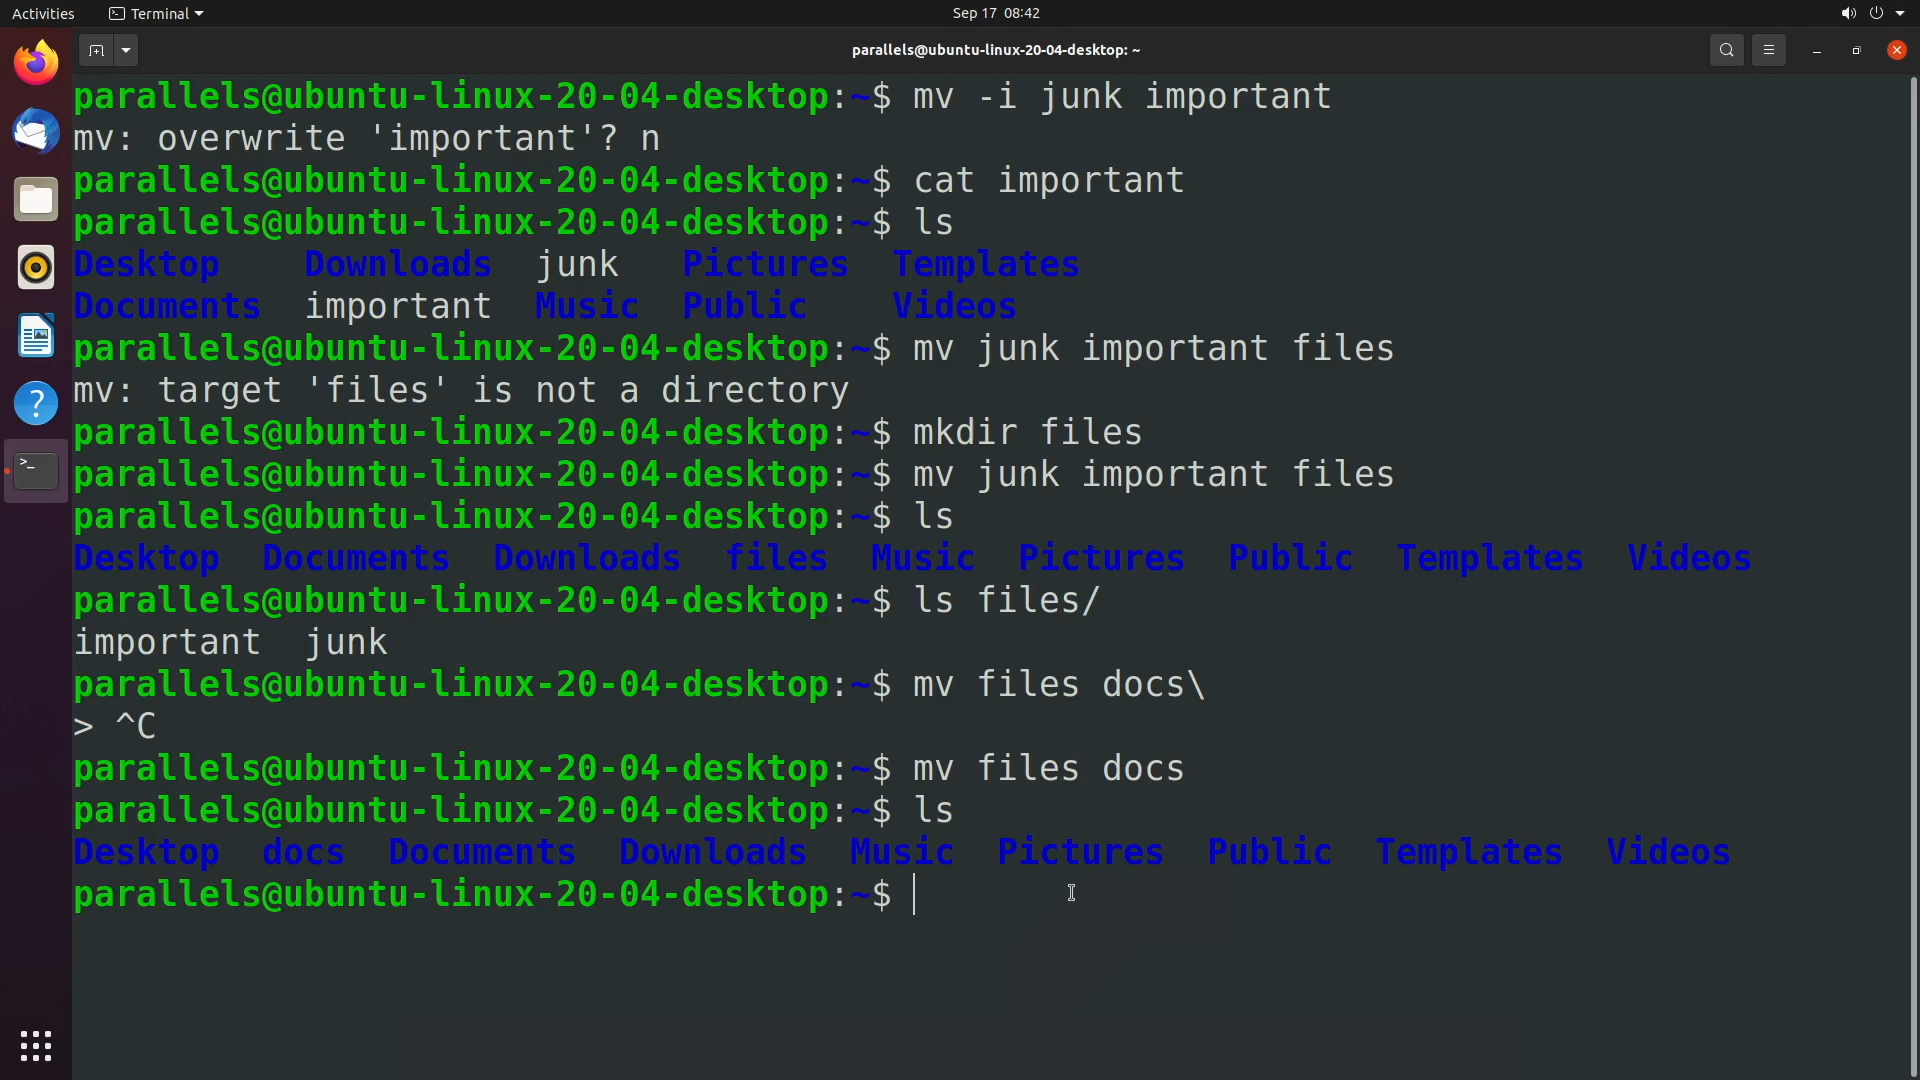 Activities Terminal Sep 17 08:42
parallels@ubuntu-linux-20-04-desktop: ~
parallels@ubuntu-linux-20-04-desktop:~$ mv -i junk important
mv: overwrite 'important'? n
parallels@ubuntu-linux-20-04-desktop:~$ cat important
parallels@ubuntu-linux-20-04-desktop:~$ ls
Desktop    Downloads  junk   Pictures  Templates
Documents  important  Music  Public    Videos
parallels@ubuntu-linux-20-04-desktop:~$ mv junk important files
mv: target 'files' is not a directory
parallels@ubuntu-linux-20-04-desktop:~$ mkdir files
parallels@ubuntu-linux-20-04-desktop:~$ mv junk important files
parallels@ubuntu-linux-20-04-desktop:~$ ls
Desktop  Documents  Downloads  files  Music  Pictures  Public  Templates  Videos
parallels@ubuntu-linux-20-04-desktop:~$ ls files/
important  junk
parallels@ubuntu-linux-20-04-desktop:~$ mv files docs\
> ^C
parallels@ubuntu-linux-20-04-desktop:~$ mv files docs
parallels@ubuntu-linux-20-04-desktop:~$ ls
Desktop  docs  Documents  Downloads  Music  Pictures  Public  Templates  Videos
parallels@ubuntu-linux-20-04-desktop:~$